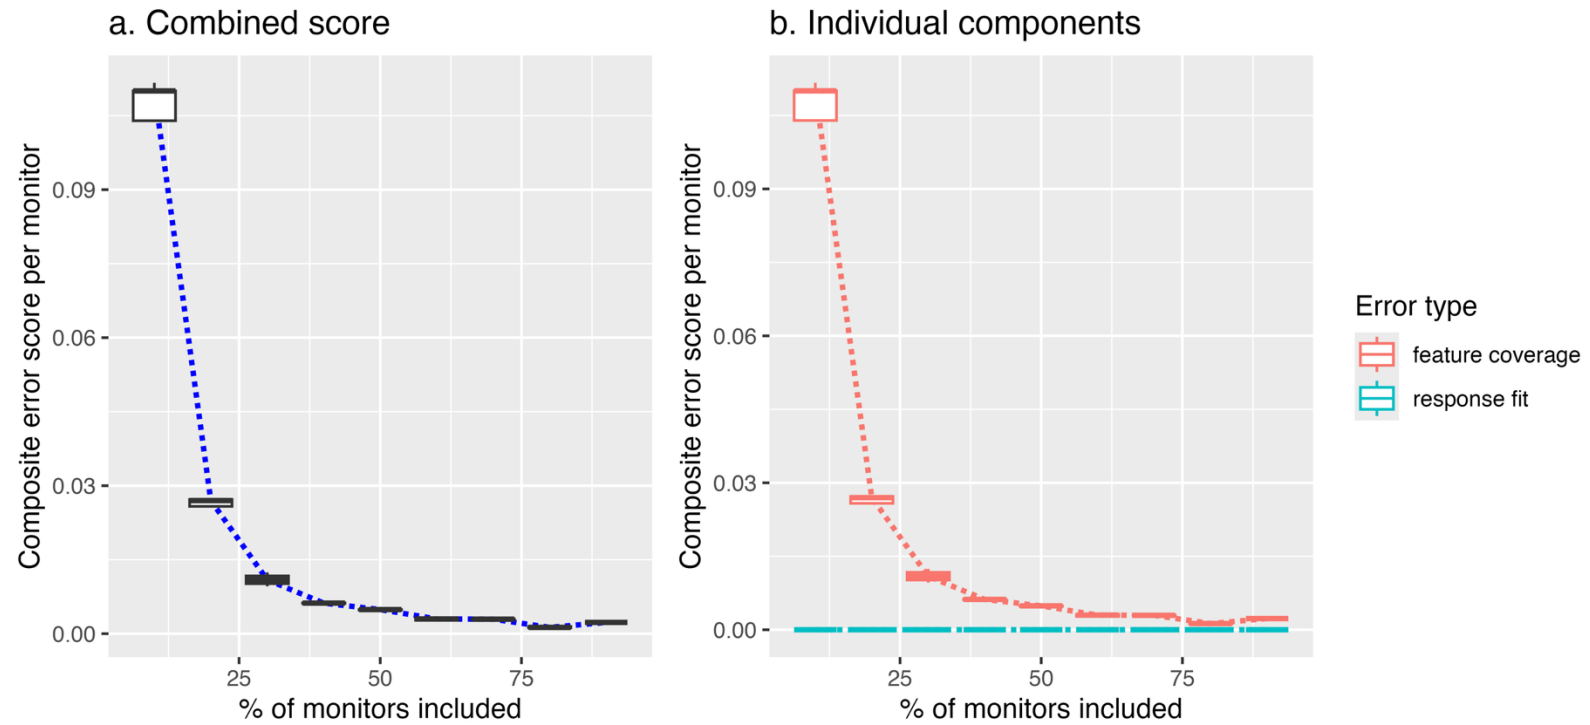 a. Combined score
Composite error score per monitor
0.09
0.06
0.03
0.00
25 50 75
% of monitors included
b. Individual components
Composite error score per monitor
0.09
0.06
0.03
0.00
25 50 75
% of monitors included
Error type
feature coverage
response fit